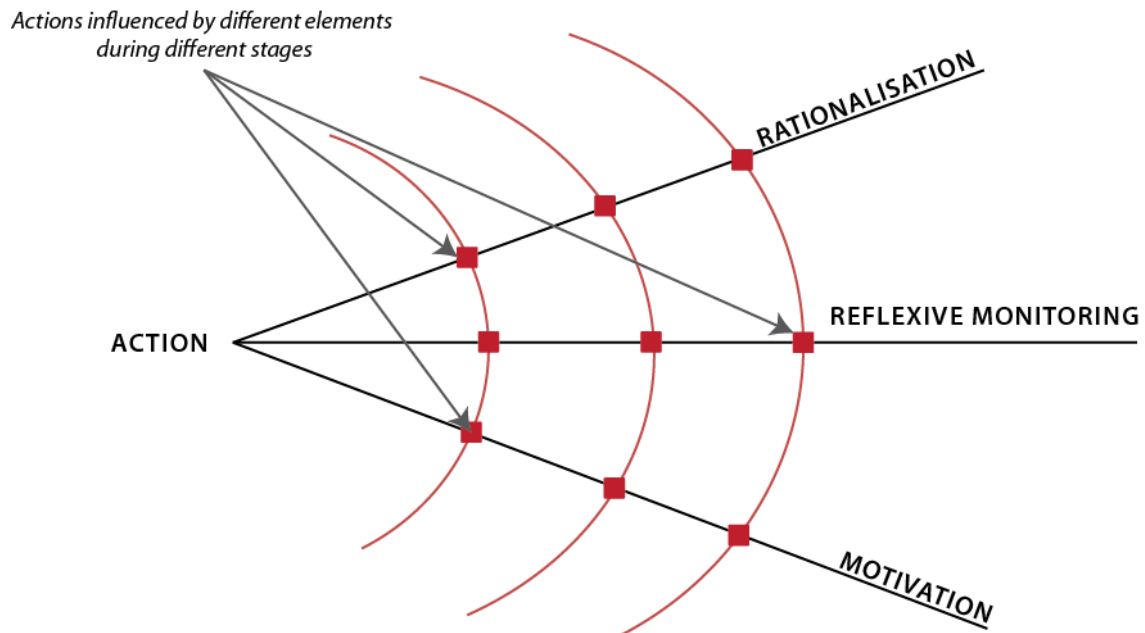 Actions influenced by different elements
during different stages
RATIONALISATION
REFLEXIVE MONITORING
ACTION
MOTIVATION